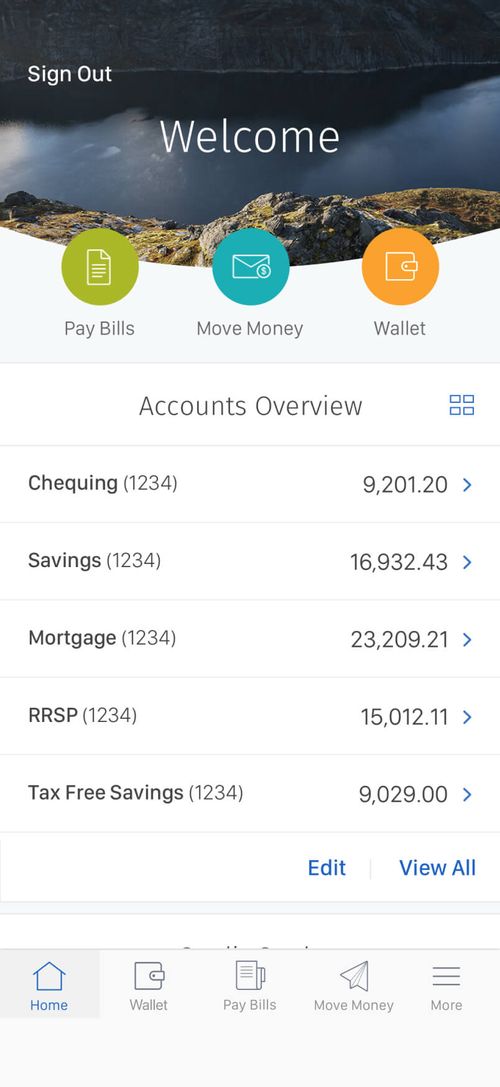 Sign Out
Welcome
Pay Bills
Move Money
Wallet
Accounts Overview
Chequing (1234) 9,201.20
Savings (1234) 16,932.43
Mortgage (1234) 23,209.21
RRSP (1234) 15,012.11
Tax Free Savings (1234) 9,029.00
Edit
View All
Home
Wallet
Pay Bills
Move Money
More